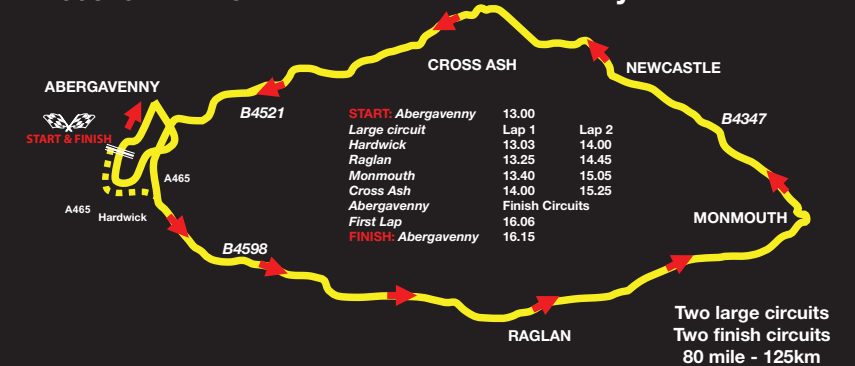 CROSS ASH
NEWCASTLE
ABERGAVENNY
B4521
START & FINISH
B4347
START: Abergavenny 13.00
Large circuit Lap 1 Lap 2
Hardwick 13.03 14.00
Raglan 13.25 14.45
Monmouth 13.40 15.05
Cross Ash 14.00 15.25
Abergavenny Finish Circuits
First Lap 16.06
FINISH: Abergavenny 16.15
A465
A465
Hardwick
MONMOUTH
B4598
RAGLAN
Two large circuits
Two finish circuits
80 mile - 125km